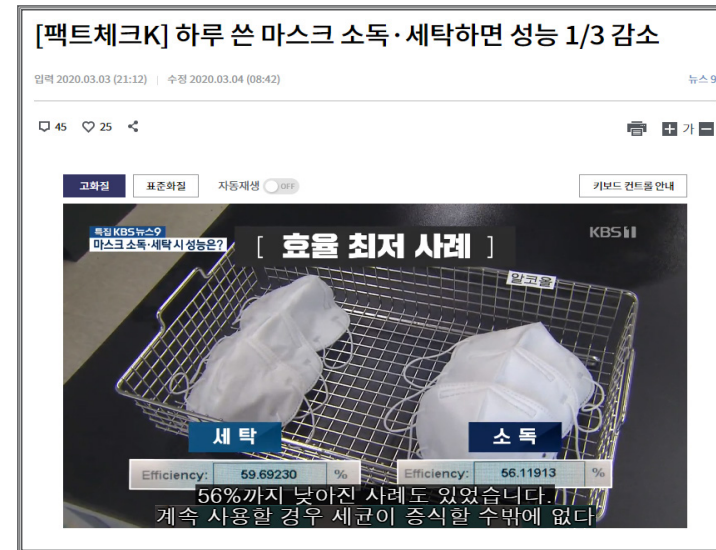 [팩트체크K] 하루 쓴 마스크 소독·세탁하면 성능 1/3 감소
입력 2020.03.03 (21:12) | 수정 2020.03.04 (08:42) 뉴스 9
45 25 가
고화질 표준화질 자동재생 OFF 키보드 컨트롤 안내
특집 KBS뉴스9
마스크 소독·세탁 시 성능은?
[ 효율 최저 사례 ]
KBS1
알코올
세탁 소독
Efficiency: 59.69230 % Efficiency: 56.11913 %
56%까지 낮아진 사례도 있었습니다.
계속 사용할 경우 세균이 증식할 수밖에 없다